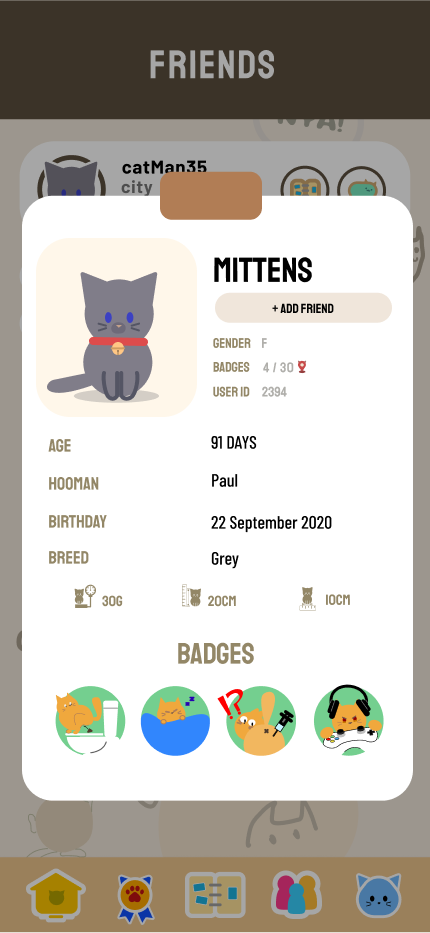 FRIENDS
catMan35
city
MITTENS
+ ADD FRIEND
GENDER F
BADGES 4 / 30
USER ID 2394
AGE 91 DAYS
HOOMAN Paul
BIRTHDAY 22 September 2020
BREED Grey
30G 20CM 10CM
BADGES
!?